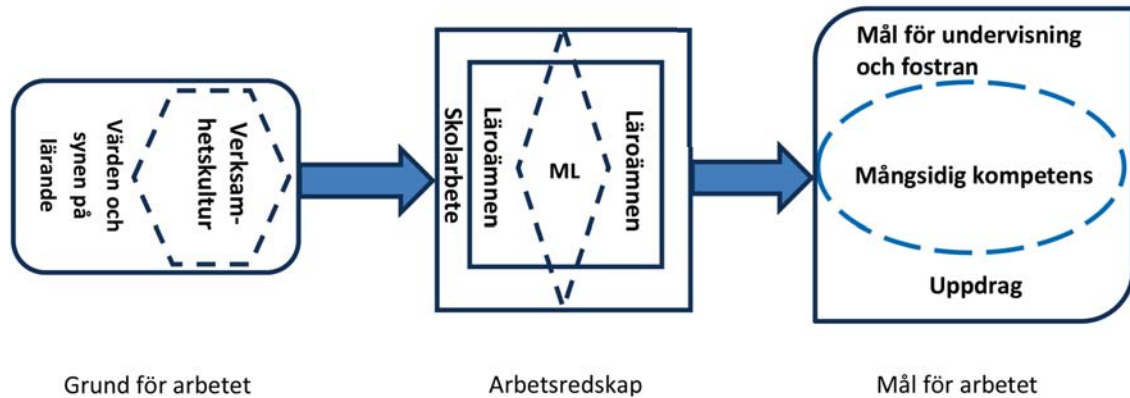 Värden och
synen på
lärande
Verksam-
hetskultur
Skolarbete
Läroämnen
ML
Läroämnen
Mål för undervisning
och fostran
Mångsidig kompetens
Uppdrag
Grund för arbetet
Arbetsredskap
Mål för arbetet